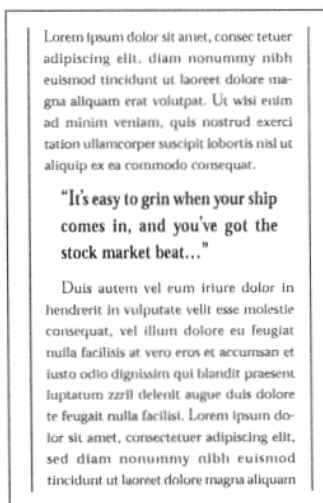 Lorem ipsum dolor sit amet, consec tetuer
adipiscing elit, diam nonummy nibh
euismod tincidunt ut laoreet dolore ma-
gna aliquam erat volutpat. Ut wisi enim
ad minim veniam, quis nostrud exerci
tation ullamcorper suscipit lobortis nisl ut
aliquip ex ea commodo consequat.
“It’s easy to grin when your ship
comes in, and you’ve got the
stock market beat...”
Duis autem vel eum iriure dolor in
hendrerit in vulputate velit esse molestie
consequat, vel illum dolore eu feugiat
nulla facilisis at vero eros et accumsan et
iusto odio dignissim qui blandit praesent
luptatum zzril delenit augue duis dolore
te feugait nulla facilisi. Lorem ipsum do-
lor sit amet, consectetuer adipiscing elit,
sed diam nonummy nibh euismod
tincidunt ut laoreet dolore magna aliquam